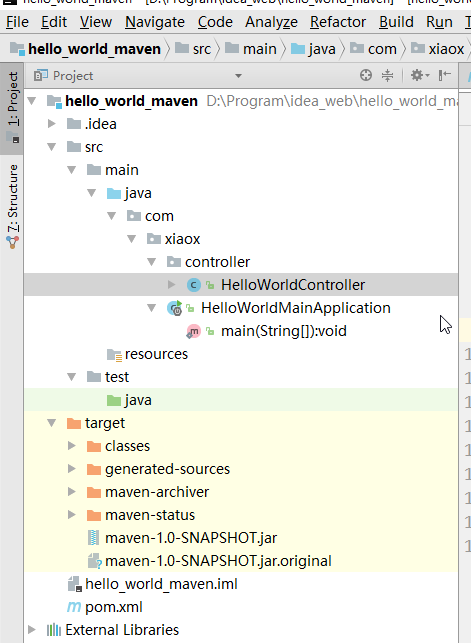 hello_world_maven - [D:\Program\idea_web\hello_world_maven] - [hello_wo
File Edit View Navigate Code Analyze Refactor Build Run T
hello_world_maven src main java com xiaox
Project
1: Project
7: Structure
hello_world_maven D:\Program\idea_web\hello_world_ma
.idea
src
main
java
com
xiaox
controller
HelloWorldController
HelloWorldMainApplication
main(String[]):void
resources
test
java
target
classes
generated-sources
maven-archiver
maven-status
maven-1.0-SNAPSHOT.jar
maven-1.0-SNAPSHOT.jar.original
hello_world_maven.iml
pom.xml
External Libraries